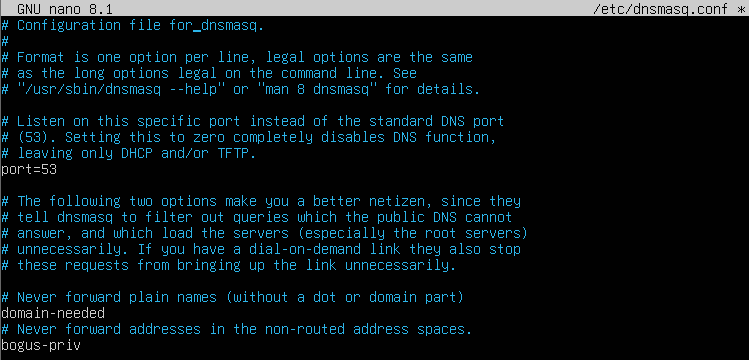 GNU nano 8.1 /etc/dnsmasq.conf *
# Configuration file for_dnsmasq.
#
# Format is one option per line, legal options are the same
# as the long options legal on the command line. See
# "/usr/sbin/dnsmasq --help" or "man 8 dnsmasq" for details.
# Listen on this specific port instead of the standard DNS port
# (53). Setting this to zero completely disables DNS function,
# leaving only DHCP and/or TFTP.
port=53
# The following two options make you a better netizen, since they
# tell dnsmasq to filter out queries which the public DNS cannot
# answer, and which load the servers (especially the root servers)
# unnecessarily. If you have a dial-on-demand link they also stop
# these requests from bringing up the link unnecessarily.
# Never forward plain names (without a dot or domain part)
domain-needed
# Never forward addresses in the non-routed address spaces.
bogus-priv